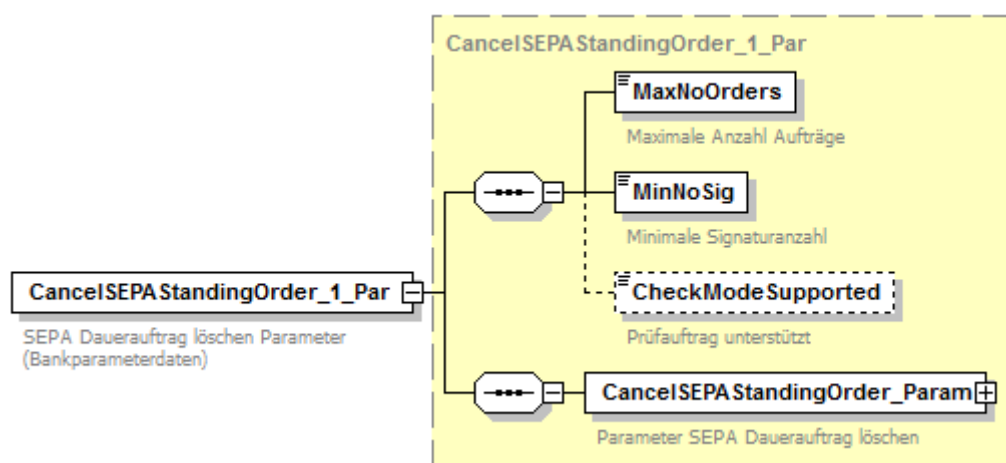 CancelSEPAStandingOrder_1_Par
MaxNoOrders
Maximale Anzahl Aufträge
MinNoSig
Minimale Signaturanzahl
CancelSEPAStandingOrder_1_Par
SEPA Dauerauftrag löschen Parameter
(Bankparameterdaten)
CheckModeSupported
Prüfauftrag unterstützt
CancelSEPAStandingOrder_Param
Parameter SEPA Dauerauftrag löschen